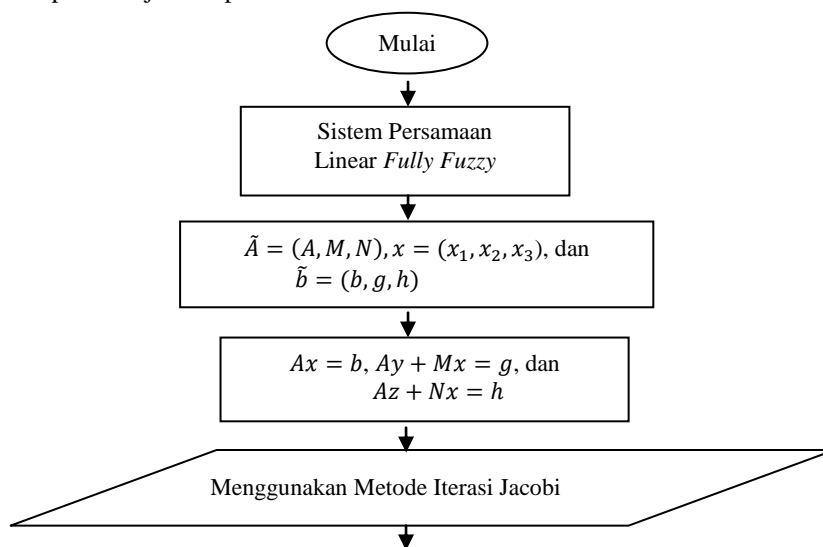 Mulai
Sistem Persamaan
Linear Fully Fuzzy
Ã = (A, M, N), x = (x₁, x₂, x₃), dan
b̃ = (b, g, h)
Ax = b, Ay + Mx = g, dan
Az + Nx = h
Menggunakan Metode Iterasi Jacobi